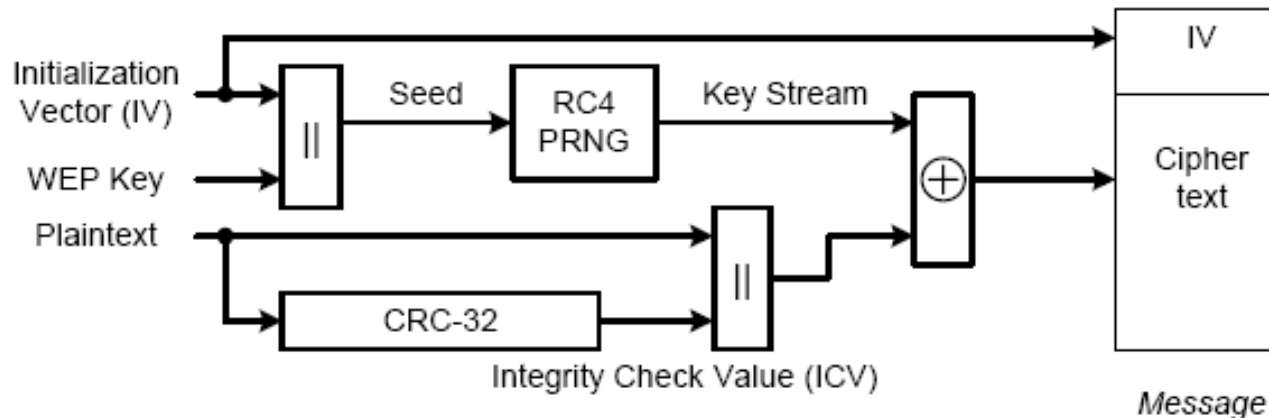 IV
Initialization
Vector (IV)
||
Seed
RC4
PRNG
Key Stream
WEP Key
Cipher
text
Plaintext
||
CRC-32
Integrity Check Value (ICV)
Message